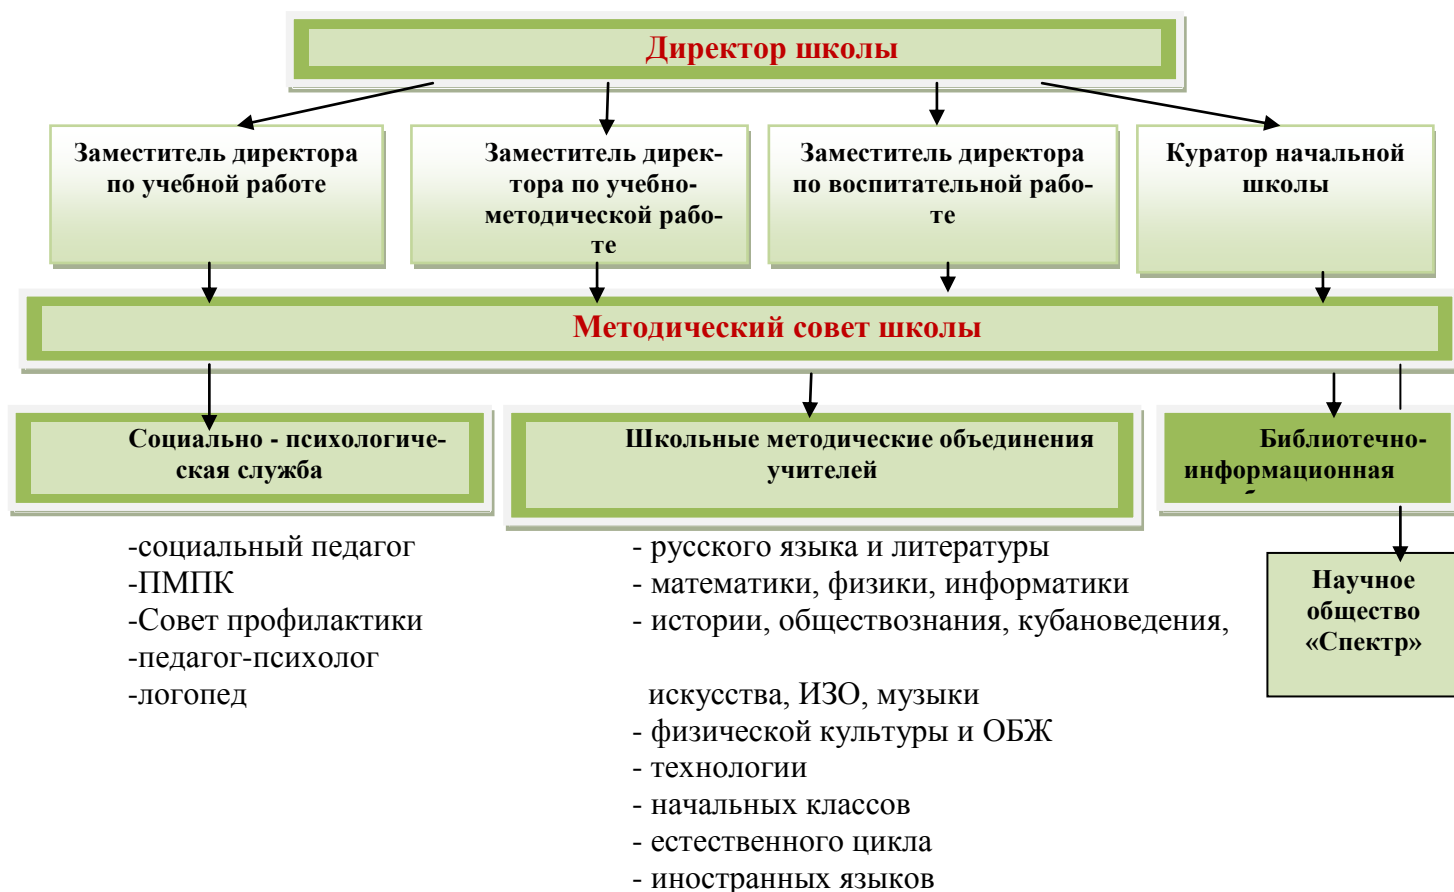 Директор школы
Заместитель директора
по учебной работе
Заместитель дирек-
тора по учебно-
методической рабо-
те
Заместитель директора
по воспитательной рабо-
те
Куратор начальной
школы
Методический совет школы
Социально - психологиче-
ская служба
Школьные методические объединения
учителей
Библиотечно-
информационная
-социальный педагог
-ПМПК
-Совет профилактики
-педагог-психолог
-логопед
- русского языка и литературы
- математики, физики, информатики
- истории, обществознания, кубановедения,
искусства, ИЗО, музыки
- физической культуры и ОБЖ
- технологии
- начальных классов
- естественного цикла
- иностранных языков
Научное
общество
«Спектр»